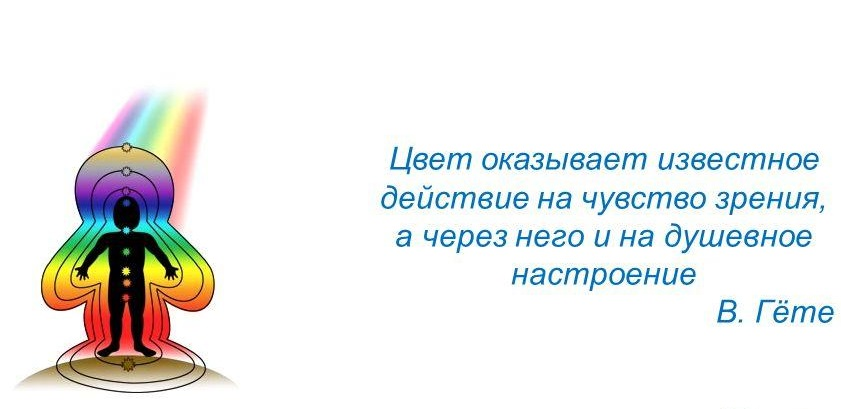 Цвет оказывает известное
действие на чувство зрения,
а через него и на душевное
настроение
В. Гёте